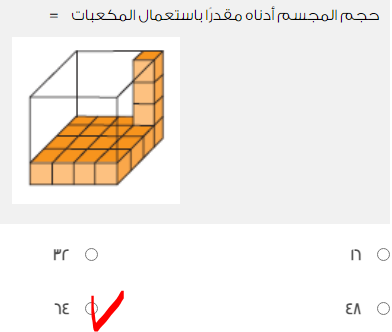 حجم المجسم أدناه مقدرًا باستعمال المكعبات =
١٦
٣٢
٤٨
٦٤